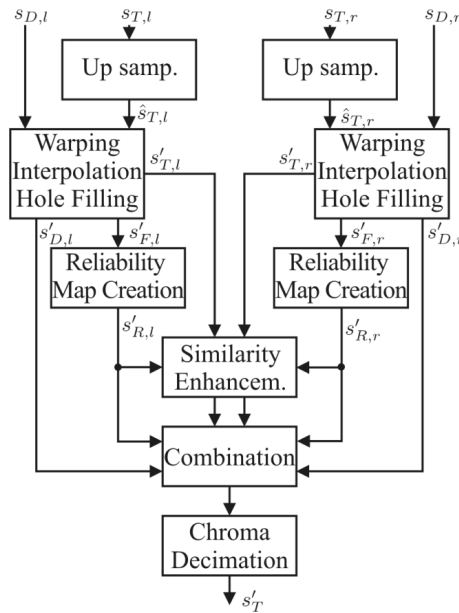 s_{D,l} s_{T,l} s_{T,r} s_{D,r}
Up samp. Up samp.
ŝ_{T,l} ŝ_{T,r}
Warping
Interpolation
Hole Filling
s'_{T,l} s'_{T,r}
Warping
Interpolation
Hole Filling
s'_{D,l} s'_{F,l} s'_{F,r} s'_{D,r}
Reliability
Map Creation
Reliability
Map Creation
s'_{R,l} s'_{R,r}
Similarity
Enhancem.
Combination
Chroma
Decimation
s'_T